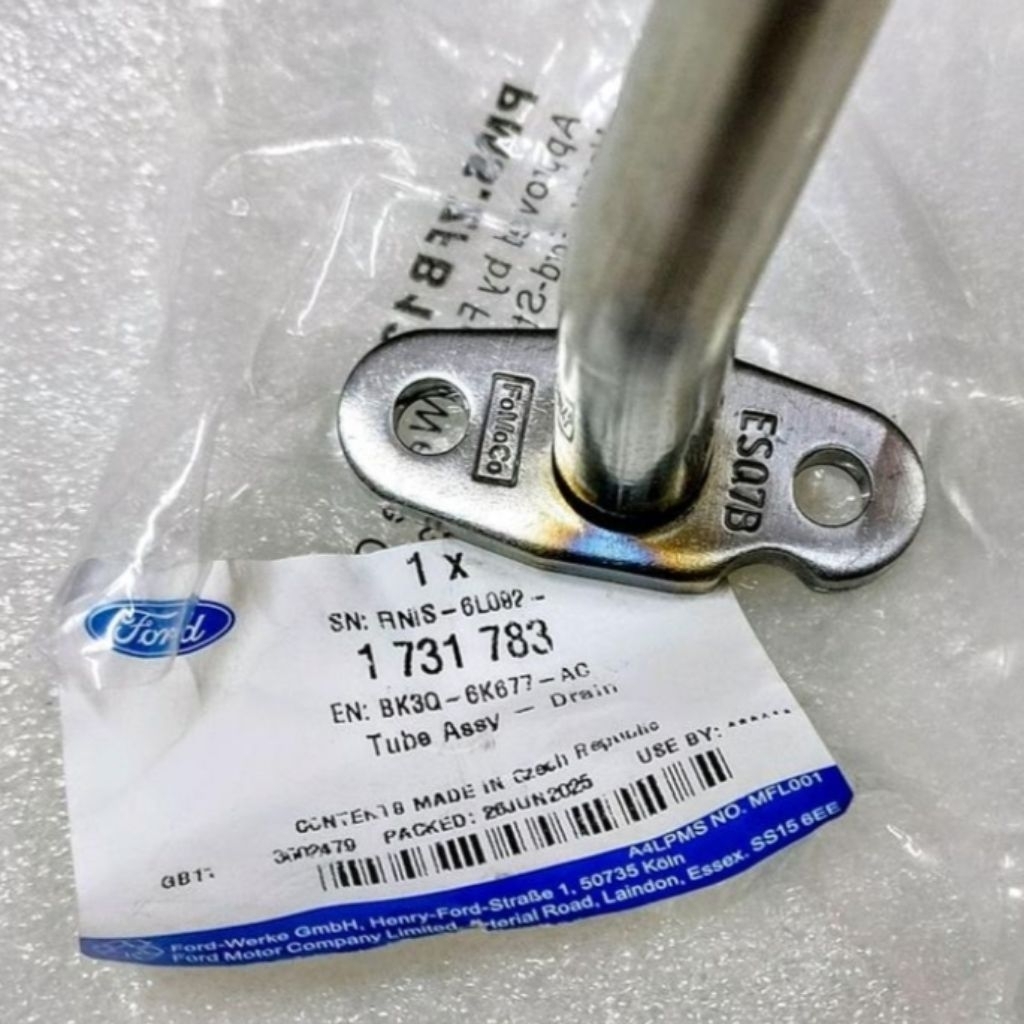 FoMoCo
ESQ7B
Ford
1 X
SN: RNIS-6L092-
1 731 783
EN: BK3Q-6K677-AC
Tube Assy - Drain
CONTENTS MADE IN Czech Republic
PACKED: 26JUN2025 USE BY: ******
A4LPMS NO. MFL001
Ford-Werke GmbH, Henry-Ford-Straße 1, 50735 Köln
Ford Motor Company Limited, Arterial Road, Laindon, Essex. SS15 6EE